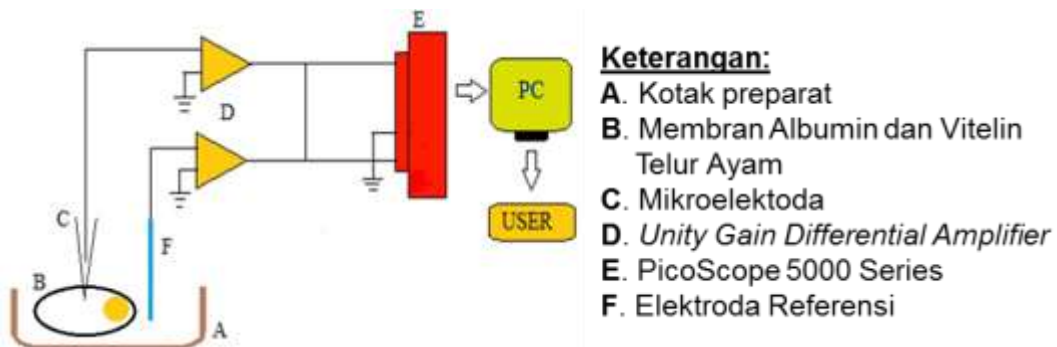 E
D
PC
C
F
USER
B
A
Keterangan:
A. Kotak preparat
B. Membran Albumin dan Vitelin
Telur Ayam
C. Mikroelektoda
D. Unity Gain Differential Amplifier
E. PicoScope 5000 Series
F. Elektroda Referensi